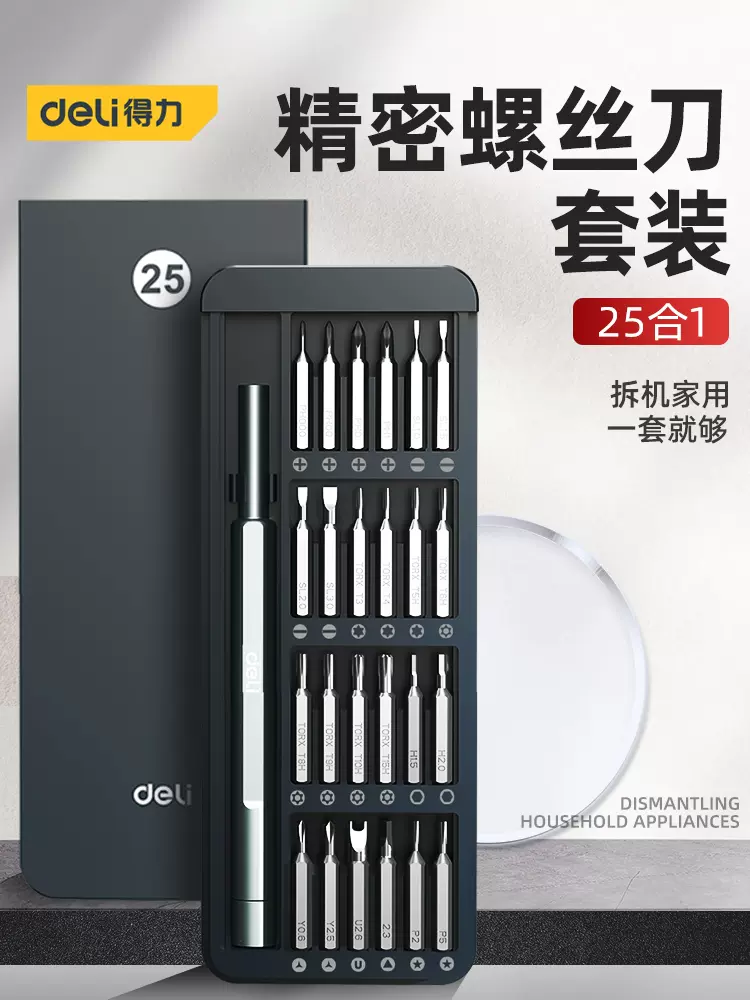 deli得力
精密螺丝刀
套装
25合1
拆机家用
一套就够
25
SL2.0
SL3.0
TORX T3
TORX T4
TORX T5H
TORX T6H
deli
TORX T8H
TORX T9H
TORX T10H
TORX T15H
H1.5
H2.0
deli
DISMANTLING
HOUSEHOLD APPLIANCES
Y0.6
Y2.5
U2.6
2.3
P2
P5